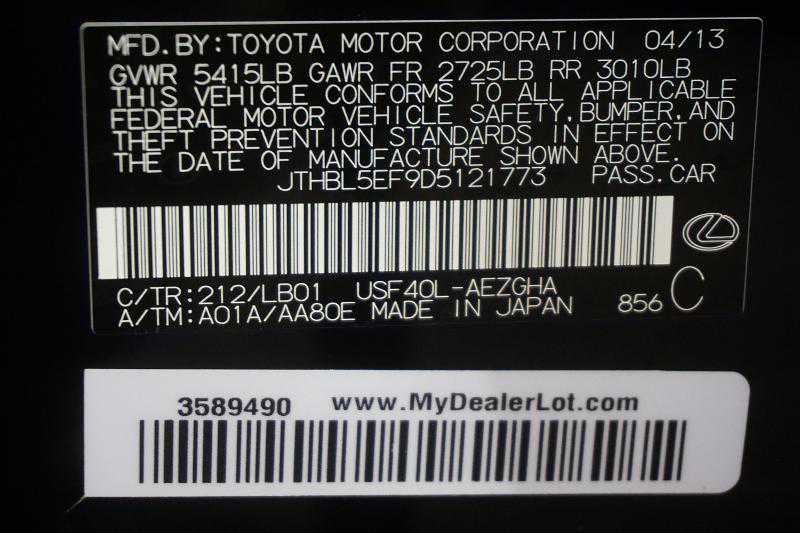 MFD.BY:TOYOTA MOTOR CORPORATION 04/13
GVWR 5415LB GAWR FR 2725LB RR 3010LB
THIS VEHICLE CONFORMS TO ALL APPLICABLE
FEDERAL MOTOR VEHICLE SAFETY,BUMPER,AND
THEFT PREVENTION STANDARDS IN EFFECT ON
THE DATE OF MANUFACTURE SHOWN ABOVE.
JTHBL5EF9D5121773 PASS.CAR
C/TR:212/LB01 USF40L-AEZGHA
A/TM:A01A/AA80E MADE IN JAPAN 856 C
3589490 www.MyDealerLot.com